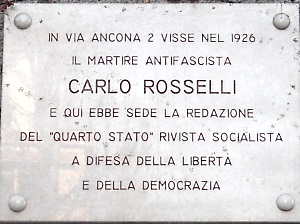 IN VIA ANCONA 2 VISSE NEL 1926
IL MARTIRE ANTIFASCISTA
CARLO ROSSELLI
E QUI EBBE SEDE LA REDAZIONE
DEL "QUARTO STATO" RIVISTA SOCIALISTA
A DIFESA DELLA LIBERTÀ
E DELLA DEMOCRAZIA